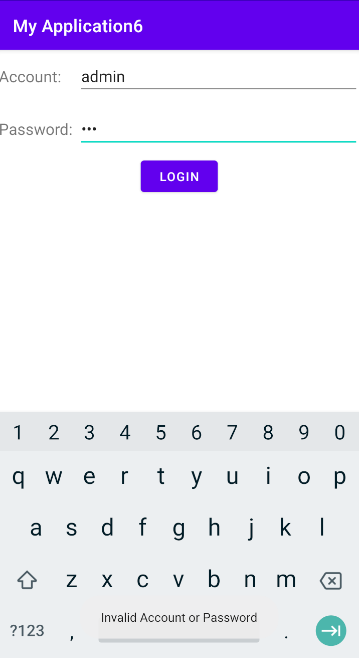 My Application6
Account: admin
Password: •••
LOGIN
1 2 3 4 5 6 7 8 9 0
q w e r t y u i o p
a s d f g h j k l
z x c v b n m
?123 , Invalid Account or Password .